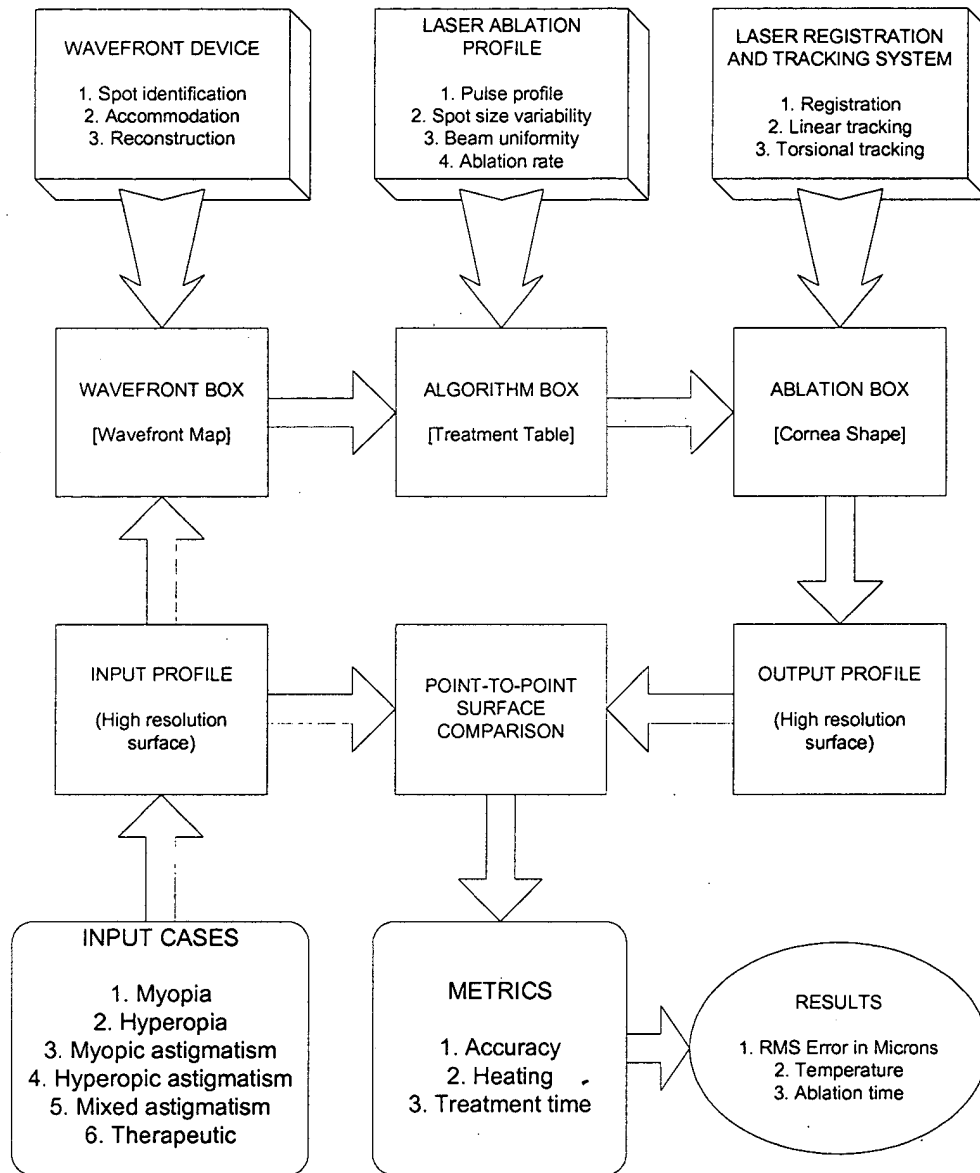 WAVEFRONT DEVICE
1. Spot identification
2. Accommodation
3. Reconstruction
LASER ABLATION
PROFILE
1. Pulse profile
2. Spot size variability
3. Beam uniformity
4. Ablation rate
LASER REGISTRATION
AND TRACKING SYSTEM
1. Registration
2. Linear tracking
3. Torsional tracking
WAVEFRONT BOX
[Wavefront Map]
ALGORITHM BOX
[Treatment Table]
ABLATION BOX
[Cornea Shape]
INPUT PROFILE
(High resolution
surface)
POINT-TO-POINT
SURFACE
COMPARISON
OUTPUT PROFILE
(High resolution
surface)
INPUT CASES
1. Myopia
2. Hyperopia
3. Myopic astigmatism
4. Hyperopic astigmatism
5. Mixed astigmatism
6. Therapeutic
METRICS
1. Accuracy
2. Heating
3. Treatment time
RESULTS
1. RMS Error in Microns
2. Temperature
3. Ablation time